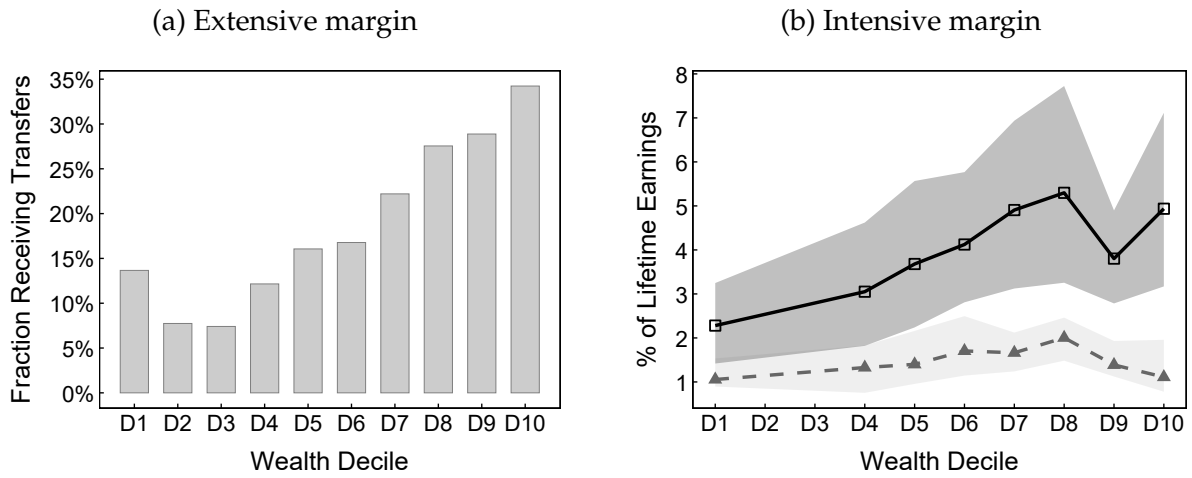 (a) Extensive margin
Fraction Receiving Transfers
35%
30%
25%
20%
15%
10%
5%
0%
D1 D2 D3 D4 D5 D6 D7 D8 D9 D10
Wealth Decile
(b) Intensive margin
% of Lifetime Earnings
8
7
6
5
4
3
2
1
D1 D2 D3 D4 D5 D6 D7 D8 D9 D10
Wealth Decile